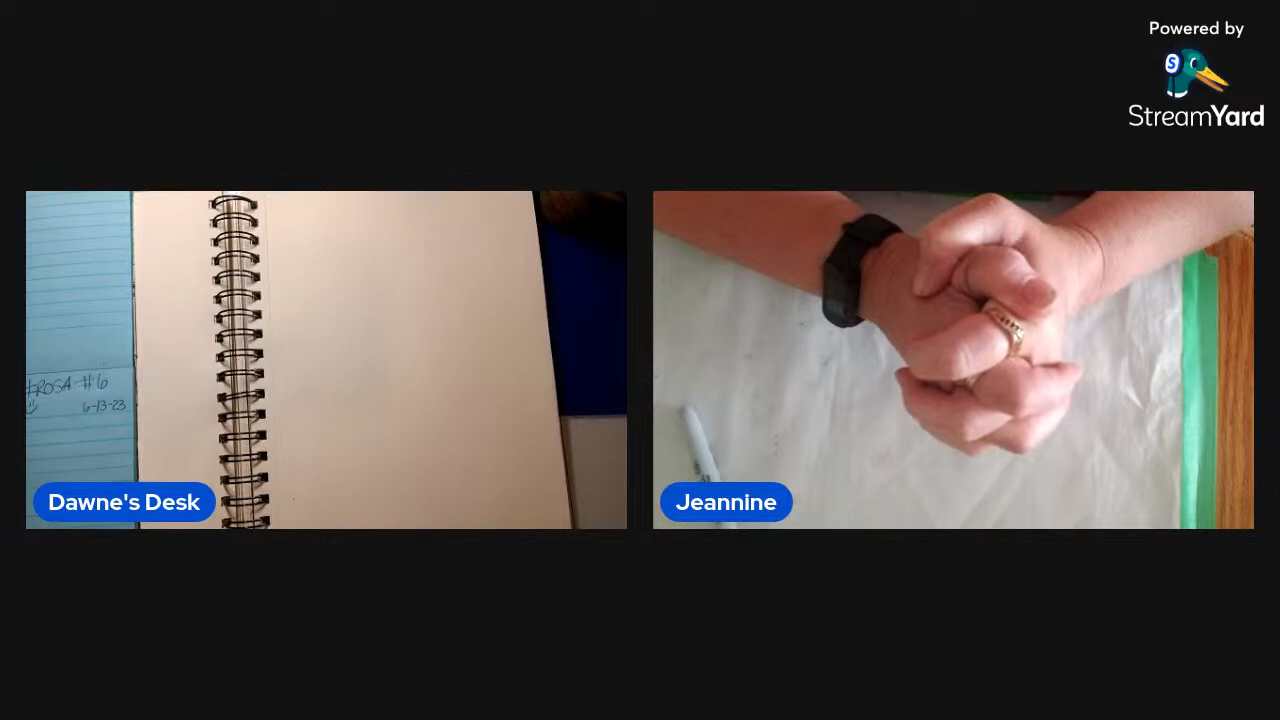 Powered by
S
StreamYard
#ROSA #6
6-13-23
Dawne's Desk
Jeannine